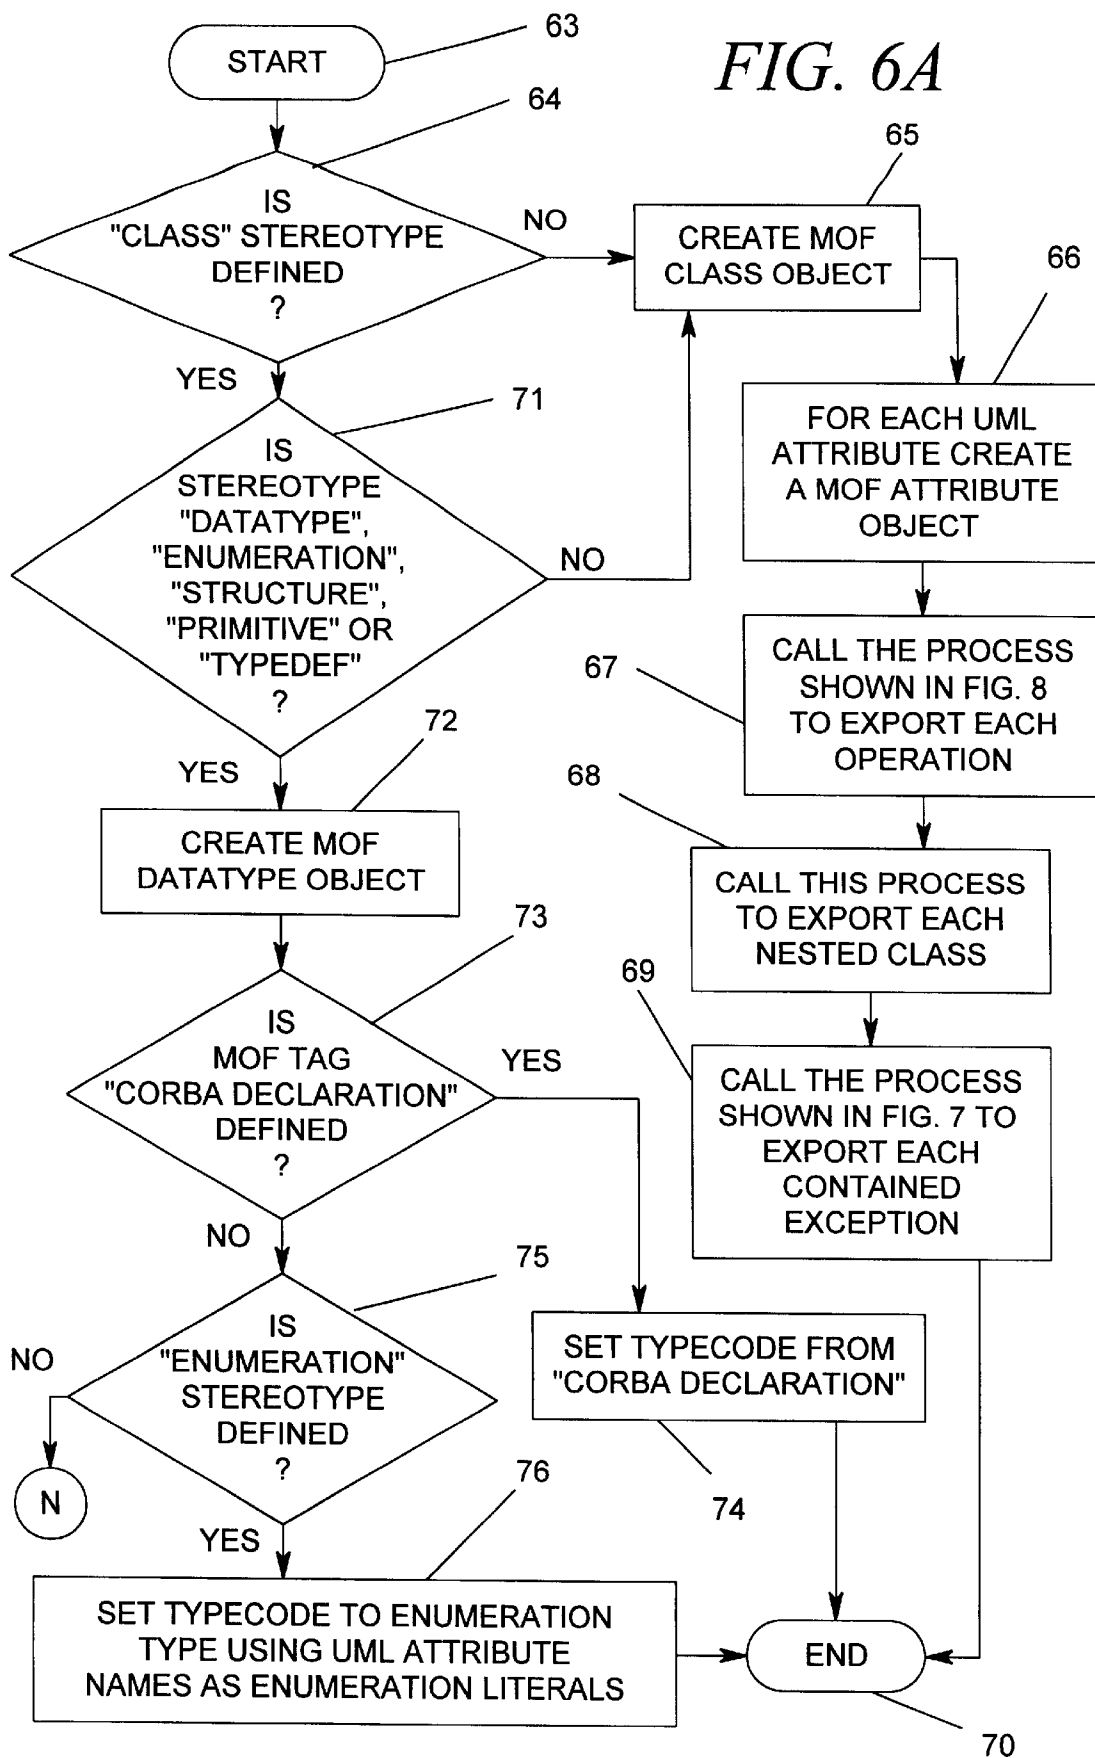 FIG. 6A
63
START
64
IS
"CLASS" STEREOTYPE
DEFINED
?
NO
YES
65
CREATE MOF
CLASS OBJECT
66
FOR EACH UML
ATTRIBUTE CREATE
A MOF ATTRIBUTE
OBJECT
71
IS
STEREOTYPE
"DATATYPE",
"ENUMERATION",
"STRUCTURE",
"PRIMITIVE" OR
"TYPEDEF"
?
NO
YES
67
CALL THE PROCESS
SHOWN IN FIG. 8
TO EXPORT EACH
OPERATION
72
CREATE MOF
DATATYPE OBJECT
68
CALL THIS PROCESS
TO EXPORT EACH
NESTED CLASS
73
IS
MOF TAG
"CORBA DECLARATION"
DEFINED
?
YES
NO
69
CALL THE PROCESS
SHOWN IN FIG. 7 TO
EXPORT EACH
CONTAINED
EXCEPTION
75
IS
"ENUMERATION"
STEREOTYPE
DEFINED
?
NO
N
YES
SET TYPECODE FROM
"CORBA DECLARATION"
74
76
SET TYPECODE TO ENUMERATION
TYPE USING UML ATTRIBUTE
NAMES AS ENUMERATION LITERALS
END
70